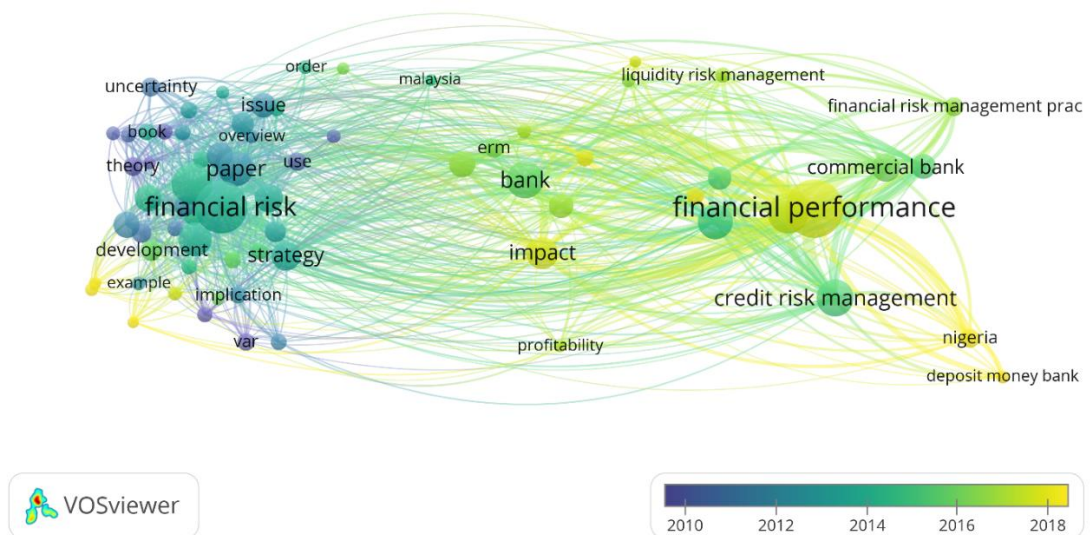 order
malaysia
liquidity risk management
uncertainty
issue
financial risk management prac
book
overview
erm
theory
paper
use
bank
commercial bank
financial risk
financial performance
development
strategy
impact
example
implication
credit risk management
var
profitability
nigeria
deposit money bank
VOSviewer
2010 2012 2014 2016 2018